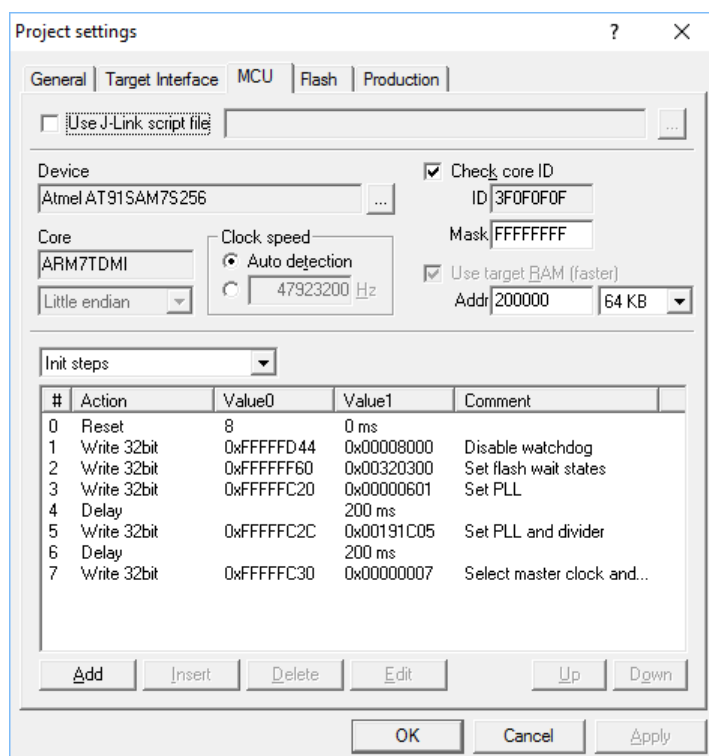 Project settings ? ×
General Target Interface MCU Flash Production
Use J-Link script file ...
Device
Atmel AT91SAM7S256 ...
Check core ID
ID 3F0F0F0F
Mask FFFFFFFF
Core
ARM7TDMI
Little endian
Clock speed
Auto detection
47923200 Hz
Use target RAM (faster)
Addr 200000 64 KB
Init steps
# Action Value0 Value1 Comment
0 Reset 8 0 ms
1 Write 32bit 0xFFFFFD44 0x00008000 Disable watchdog
2 Write 32bit 0xFFFFFF60 0x00320300 Set flash wait states
3 Write 32bit 0xFFFFFC20 0x00000601 Set PLL
4 Delay 200 ms
5 Write 32bit 0xFFFFFC2C 0x00191C05 Set PLL and divider
6 Delay 200 ms
7 Write 32bit 0xFFFFFC30 0x00000007 Select master clock and...
Add Insert Delete Edit Up Down
OK Cancel Apply